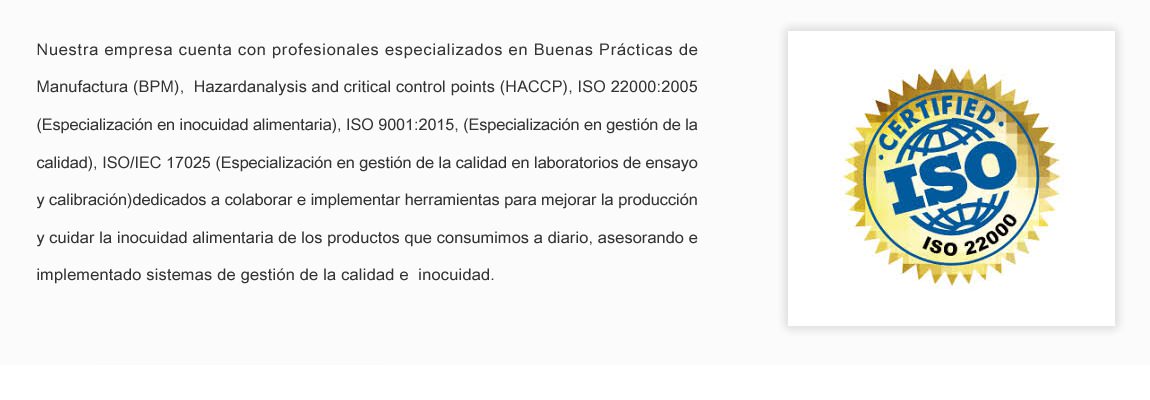 Nuestra empresa cuenta con profesionales especializados en Buenas Prácticas de
Manufactura (BPM),  Hazardanalysis and critical control points (HACCP), ISO 22000:2005
(Especialización en inocuidad alimentaria), ISO 9001:2015, (Especialización en gestión de la
calidad), ISO/IEC 17025 (Especialización en gestión de la calidad en laboratorios de ensayo
y calibración)dedicados a colaborar e implementar herramientas para mejorar la producción
y cuidar la inocuidad alimentaria de los productos que consumimos a diario, asesorando e
implementado sistemas de gestión de la calidad e  inocuidad.
·CERTIFIED·
ISO
ISO 22000